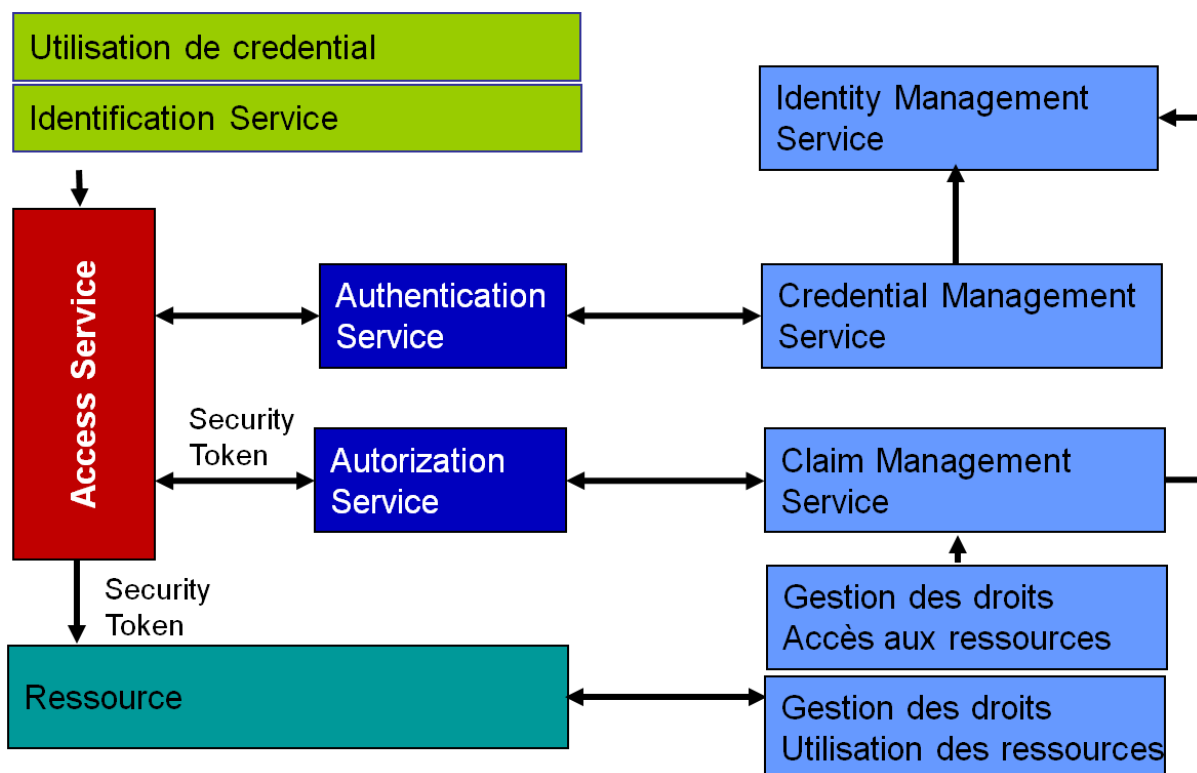 Utilisation de credential
Identification Service
Identity Management
Service
Access Service
Authentication
Service
Credential Management
Service
Security
Token
Autorization
Service
Claim Management
Service
Security
Token
Gestion des droits
Accès aux ressources
Ressource
Gestion des droits
Utilisation des ressources